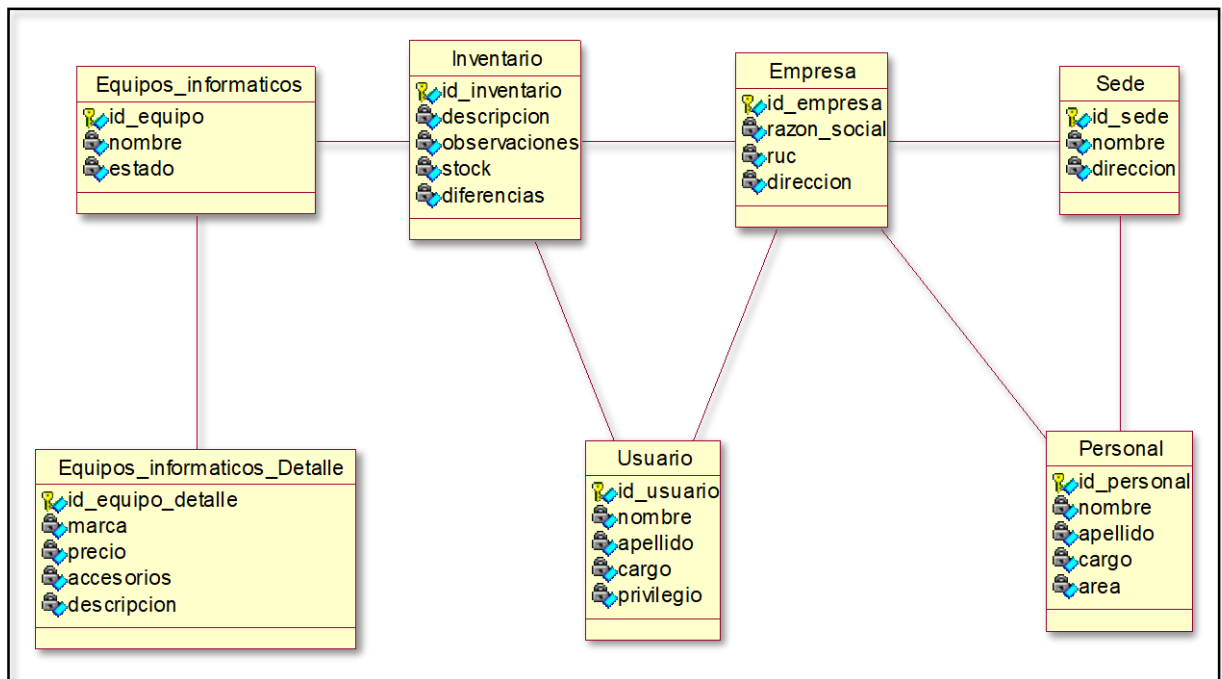 Equipos_informaticos
id_equipo
nombre
estado
Inventario
id_inventario
descripcion
observaciones
stock
diferencias
Empresa
id_empresa
razon_social
ruc
direccion
Sede
id_sede
nombre
direccion
Equipos_informaticos_Detalle
id_equipo_detalle
marca
precio
accesorios
descripcion
Usuario
id_usuario
nombre
apellido
cargo
privilegio
Personal
id_personal
nombre
apellido
cargo
area